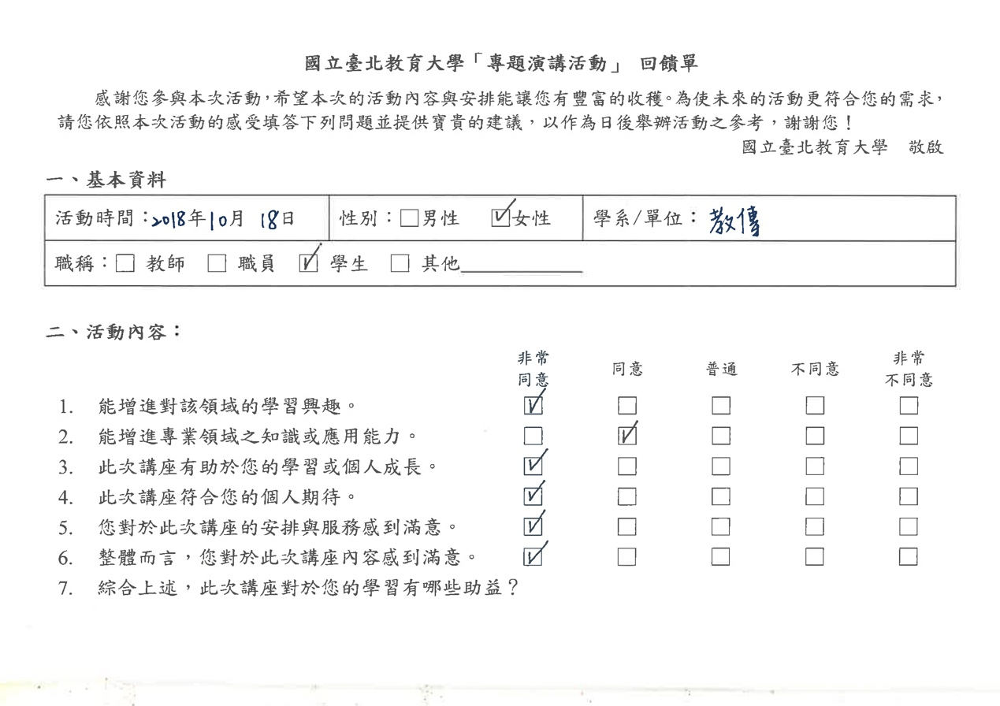 國立臺北教育大學「專題演講活動」 回饋單
感謝您參與本次活動,希望本次的活動內容與安排能讓您有豐富的收穫。為使未來的活動更符合您的需求,
請您依照本次活動的感受填答下列問題並提供寶貴的建議,以作為日後舉辦活動之參考,謝謝您!
國立臺北教育大學 敬啟
一、基本資料
活動時間:2018年10月 18日 性別:☐男性 ☑女性 學系/單位:教傳
職稱:☐ 教師 ☐ 職員 ☑ 學生 ☐ 其他________
二、活動內容:
非常同意 同意 普通 不同意 非常不同意
1. 能增進對該領域的學習興趣。 ☑ ☐ ☐ ☐ ☐
2. 能增進專業領域之知識或應用能力。 ☐ ☑ ☐ ☐ ☐
3. 此次講座有助於您的學習或個人成長。 ☑ ☐ ☐ ☐ ☐
4. 此次講座符合您的個人期待。 ☑ ☐ ☐ ☐ ☐
5. 您對於此次講座的安排與服務感到滿意。 ☑ ☐ ☐ ☐ ☐
6. 整體而言,您對於此次講座內容感到滿意。 ☑ ☐ ☐ ☐ ☐
7. 綜合上述,此次講座對於您的學習有哪些助益?